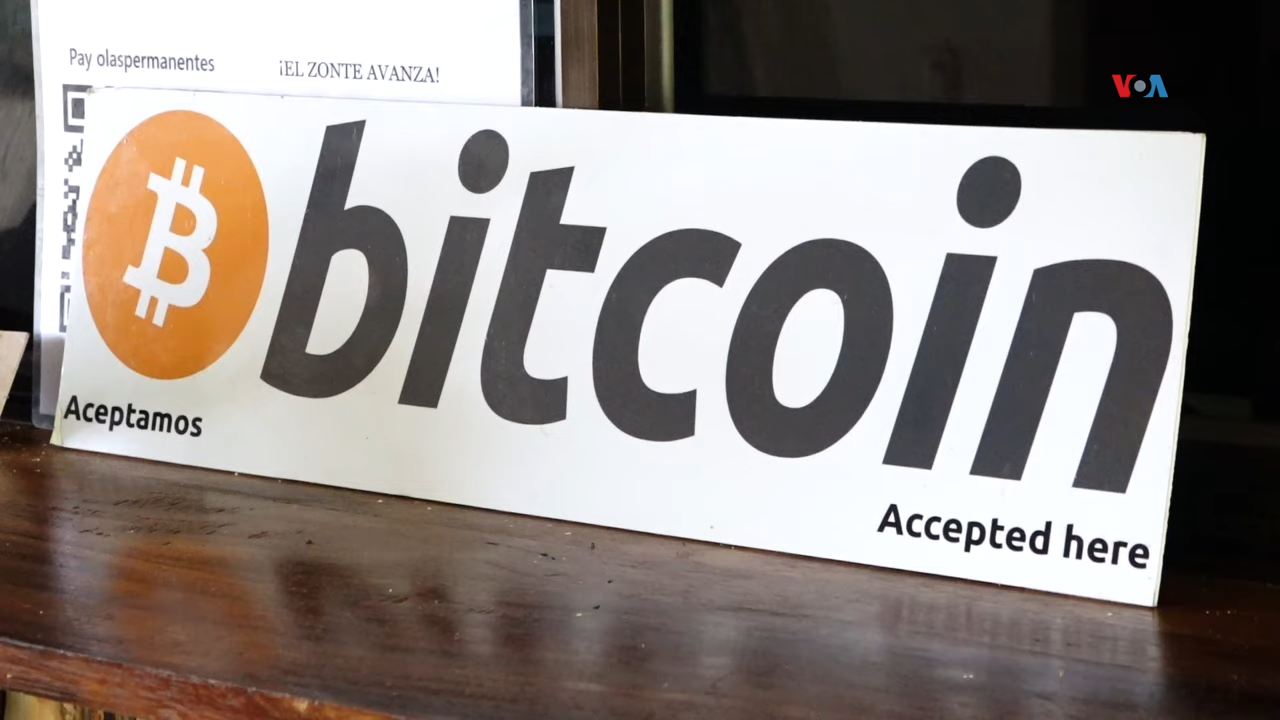 Pay olaspermanentes
¡EL ZONTE AVANZA!
VOA
bitcoin
Aceptamos
Accepted here